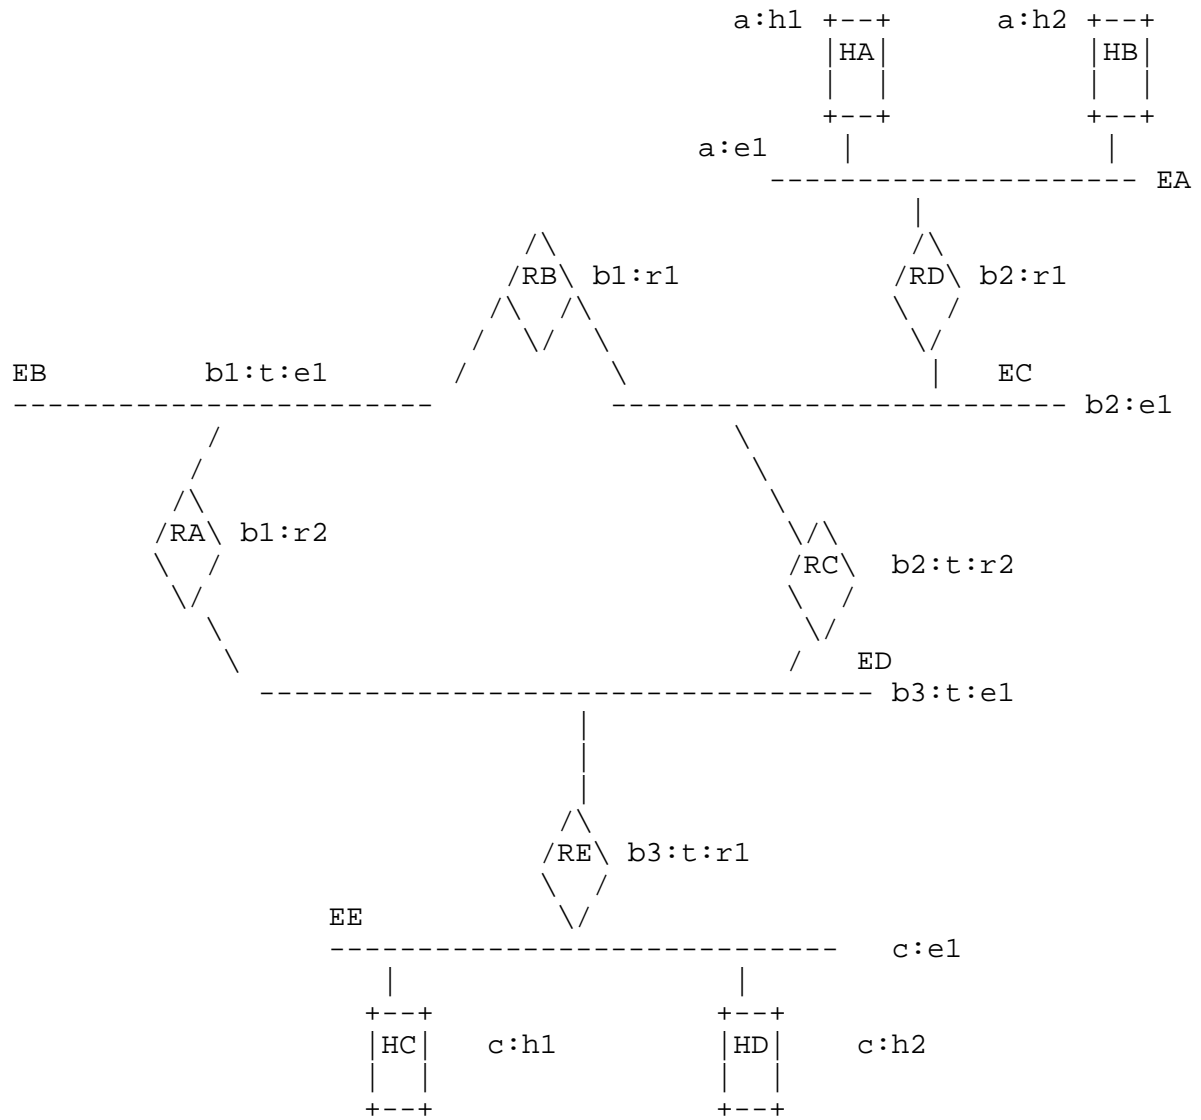 a:h1 a:h2
HA HB
a:e1
EA
RB b1:r1 RD b2:r1
EB b1:t:e1 EC
b2:e1
RA b1:r2
RC b2:t:r2
ED
b3:t:e1
RE b3:t:r1
EE
c:e1
HC c:h1 HD c:h2